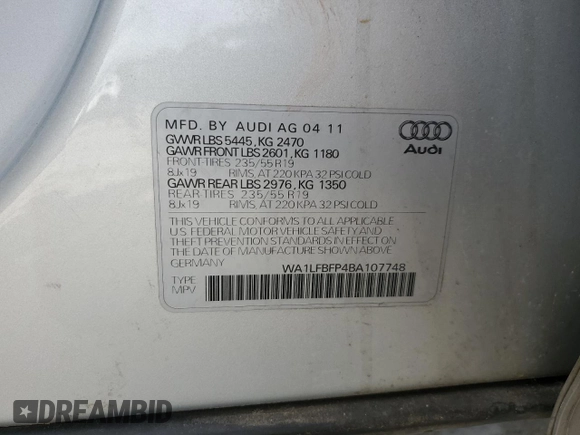 MFD. BY AUDI AG 04 11
GVWR LBS 5445, KG 2470
GAWR FRONT LBS 2601, KG 1180
FRONT-TIRES 235/55 R19
8Jx19 RIMS, AT 220 KPA 32 PSI COLD
GAWR REAR LBS 2976, KG 1350
REAR TIRES 235/55 R19
8Jx19 RIMS, AT 220 KPA 32 PSI COLD
Audi
THIS VEHICLE CONFORMS TO ALL APPLICABLE
U.S. FEDERAL MOTOR VEHICLE SAFETY AND
THEFT PREVENTION STANDARDS IN EFFECT ON
THE DATE OF MANUFACTURE SHOWN ABOVE
GERMANY
WA1LFBFP4BA107748
TYPE
MPV
DREAMBID